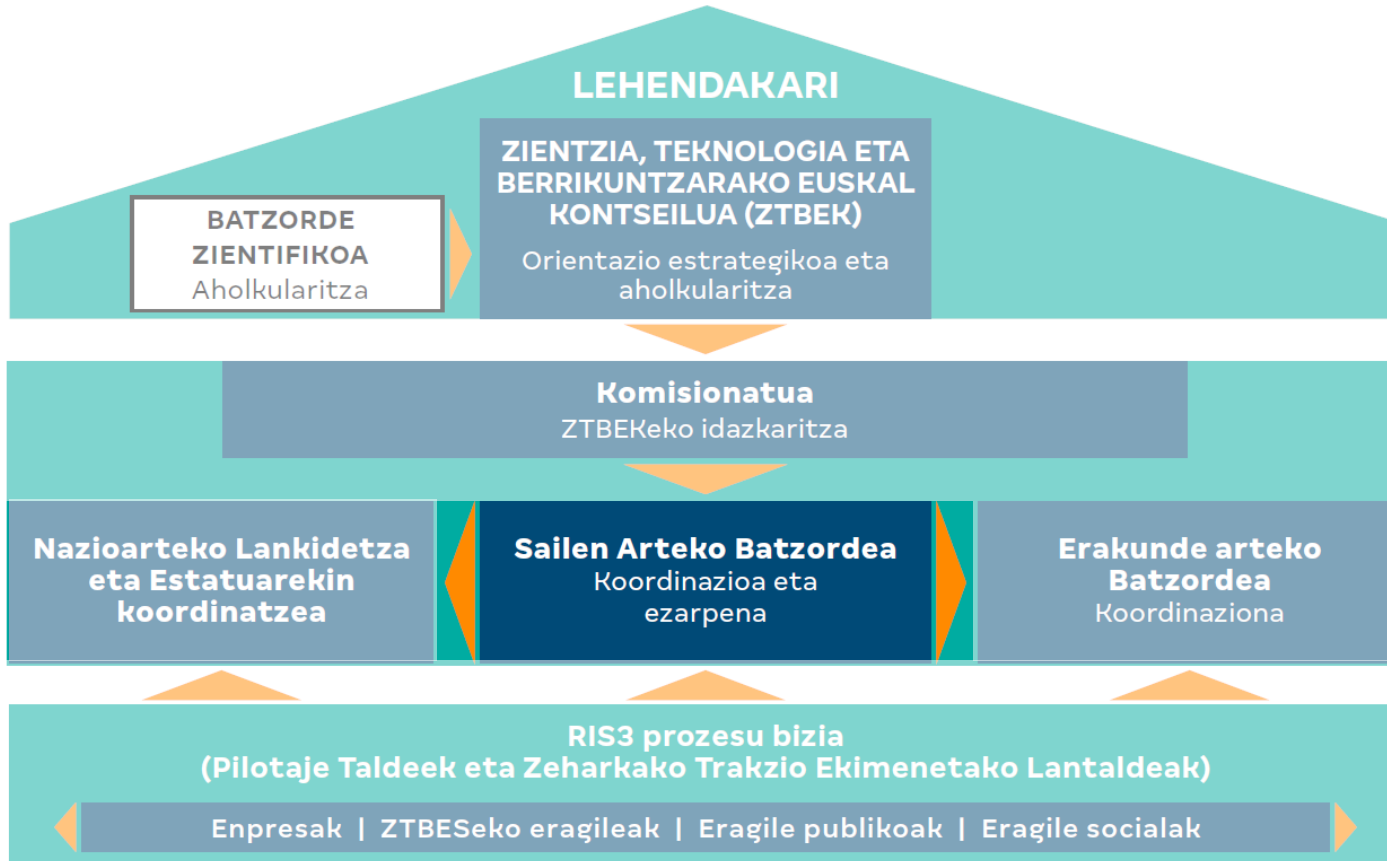 LEHENDAKARI
ZIENTZIA, TEKNOLOGIA ETA
BERRIKUNTZARAKO EUSKAL
KONTSEILUA (ZTBEK)
Orientazio estrategikoa eta
aholkularitza
BATZORDE
ZIENTIFIKOA
Aholkularitza
Komisionatua
ZTBEKeko idazkaritza
Nazioarteko Lankidetza
eta Estatuarekin
koordinatzea
Sailen Arteko Batzordea
Koordinazioa eta
ezarpena
Erakunde arteko
Batzordea
Koordinaziona
RIS3 prozesu bizia
(Pilotaje Taldeek eta Zeharkako Trakzio Ekimenetako Lantaldeak)
Enpresak | ZTBESeko eragileak | Eragile publikoak | Eragile socialak